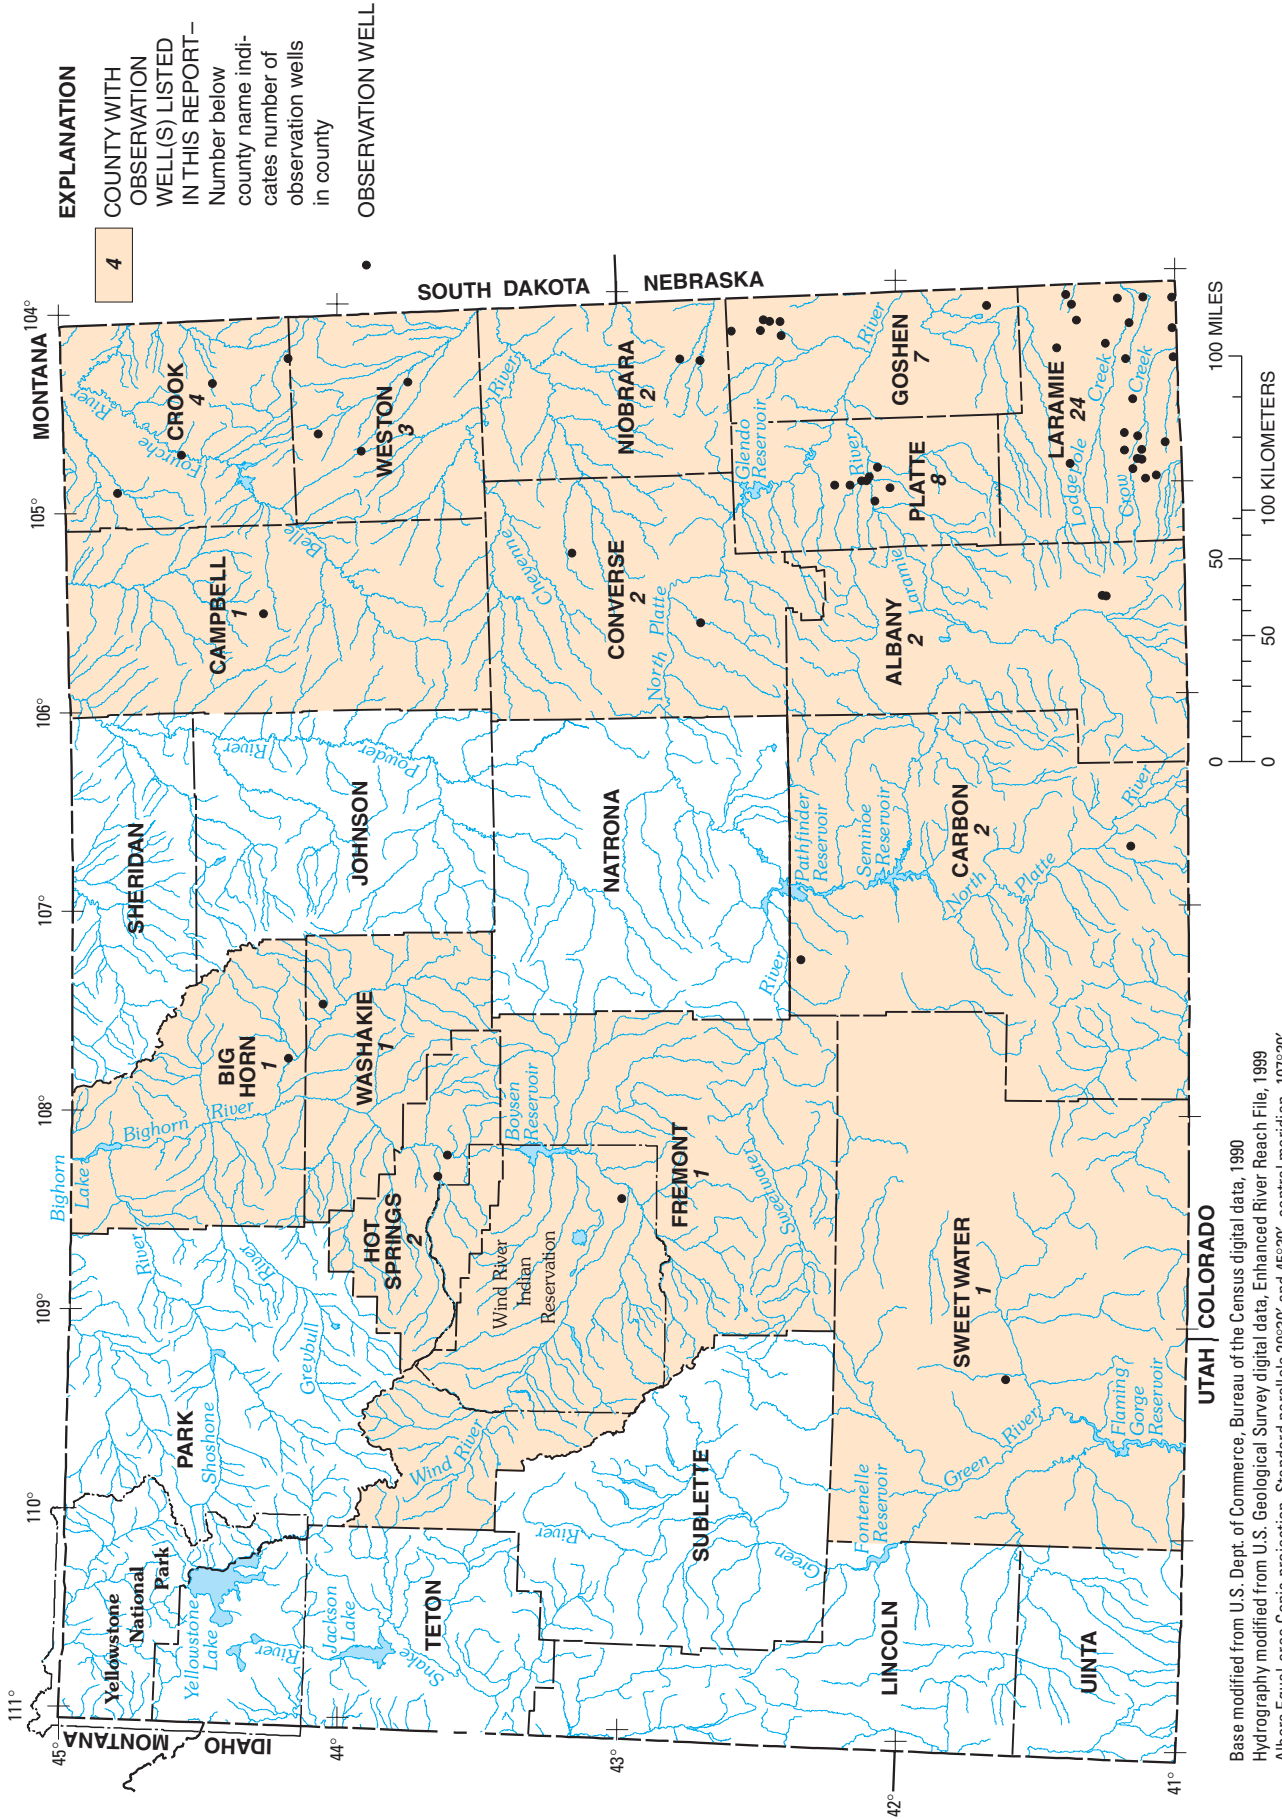 EXPLANATION
4
COUNTY WITH
OBSERVATION
WELL(S) LISTED
IN THIS REPORT–
Number below
county name indi-
cates number of
observation wells
in county
OBSERVATION WELL
111°
110°
109°
108°
107°
106°
105°
MONTANA 104°
45°
44°
43°
42°
41°
MONTANA
IDAHO
SOUTH DAKOTA
NEBRASKA
UTAH
COLORADO
Yellowstone
National
Park
Yellowstone
Lake
River
Jackson
Lake
Snake
TETON
PARK
Shoshone
River
Greybull
River
Bighorn
Lake
Bighorn
River
BIG
HORN
1
SHERIDAN
JOHNSON
Powder
River
CAMPBELL
1
Belle
Fourche
River
CROOK
4
WESTON
3
WASHAKIE
1
HOT
SPRINGS
2
Wind River
Wind River
Indian
Reservation
Boysen
Reservoir
FREMONT
1
Sweetwater
River
NATRONA
CONVERSE
2
Cheyenne
River
North Platte
NIOBRARA
2
Glendo
Reservoir
SUBLETTE
Green
River
LINCOLN
UINTA
Fontenelle
Reservoir
Green
River
Flaming
Gorge
Reservoir
SWEETWATER
1
Pathfinder
Reservoir
Seminoe
Reservoir
CARBON
2
North
Platte
River
ALBANY
2
Laramie
River
PLATTE
8
GOSHEN
7
River
LARAMIE
24
Lodgepole
Creek
Crow
Creek
0
50
100 MILES
0
50
100 KILOMETERS
Base modified from U.S. Dept. of Commerce, Bureau of the Census digital data, 1990
Hydrography modified from U.S. Geological Survey digital data, Enhanced River Reach File, 1999